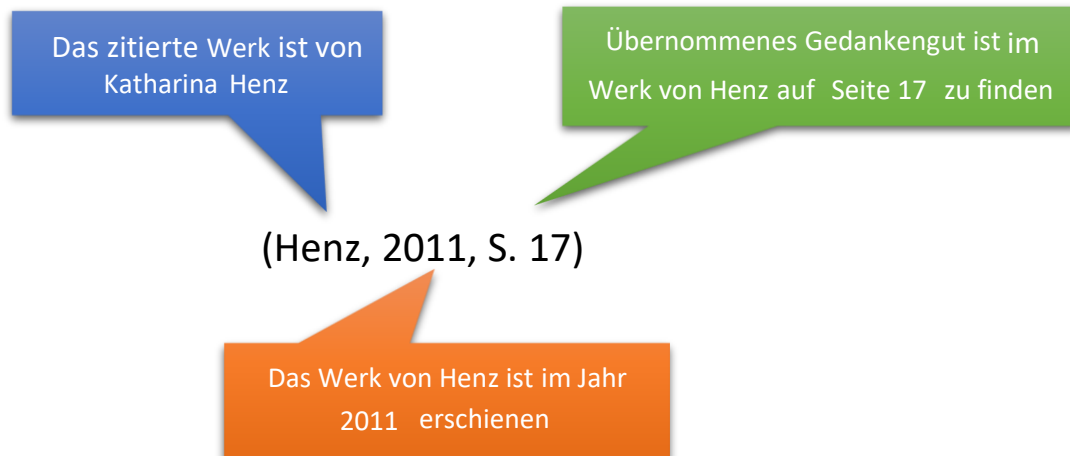 Das zitierte Werk ist von
Katharina Henz
Übernommenes Gedankengut ist im
Werk von Henz auf Seite 17 zu finden
(Henz, 2011, S. 17)
Das Werk von Henz ist im Jahr
2011 erschienen